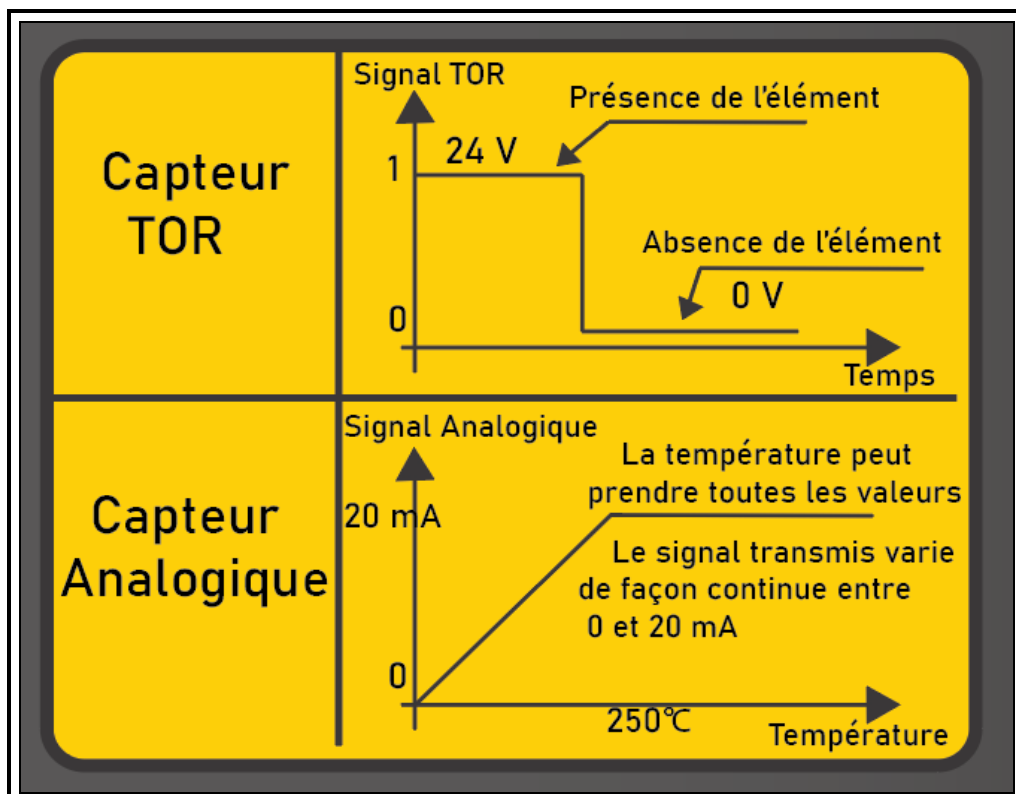 Capteur
TOR
Signal TOR
Présence de l'élément
24 V
1
Absence de l'élément
0 V
0
Temps
Capteur
Analogique
Signal Analogique
La température peut
prendre toutes les valeurs
20 mA
Le signal transmis varie
de façon continue entre
0 et 20 mA
0
250℃
Température